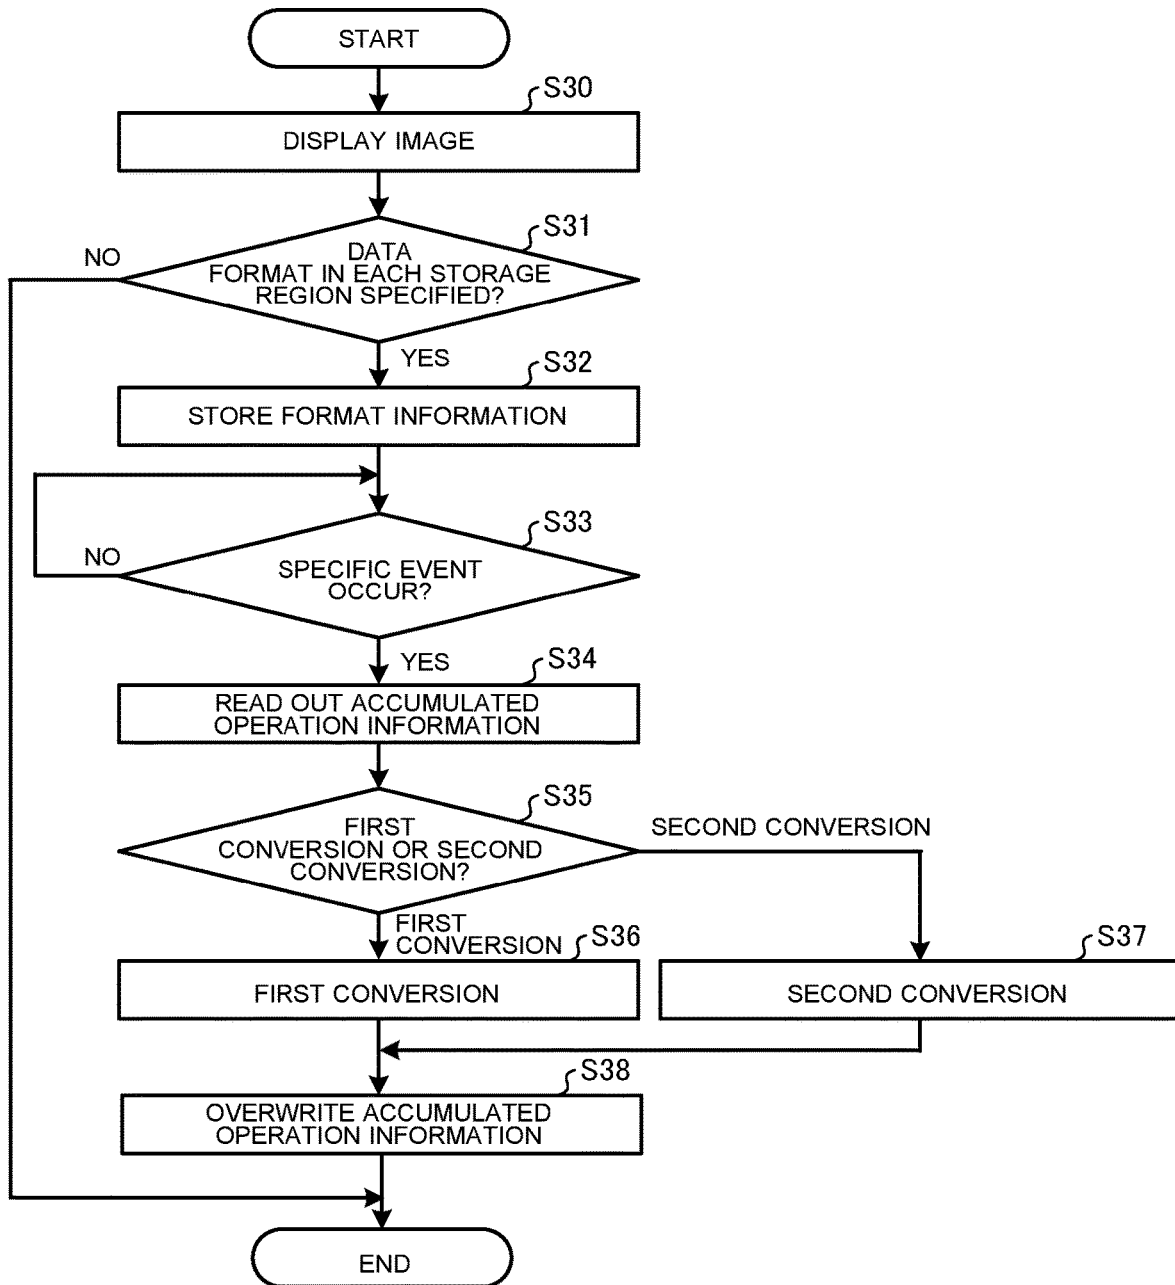 START
S30
DISPLAY IMAGE
S31
NO
DATA
FORMAT IN EACH STORAGE
REGION SPECIFIED?
YES
S32
STORE FORMAT INFORMATION
S33
NO
SPECIFIC EVENT
OCCUR?
YES
S34
READ OUT ACCUMULATED
OPERATION INFORMATION
S35
FIRST
CONVERSION OR SECOND
CONVERSION?
SECOND CONVERSION
FIRST
CONVERSION
S36
FIRST CONVERSION
S37
SECOND CONVERSION
S38
OVERWRITE ACCUMULATED
OPERATION INFORMATION
END